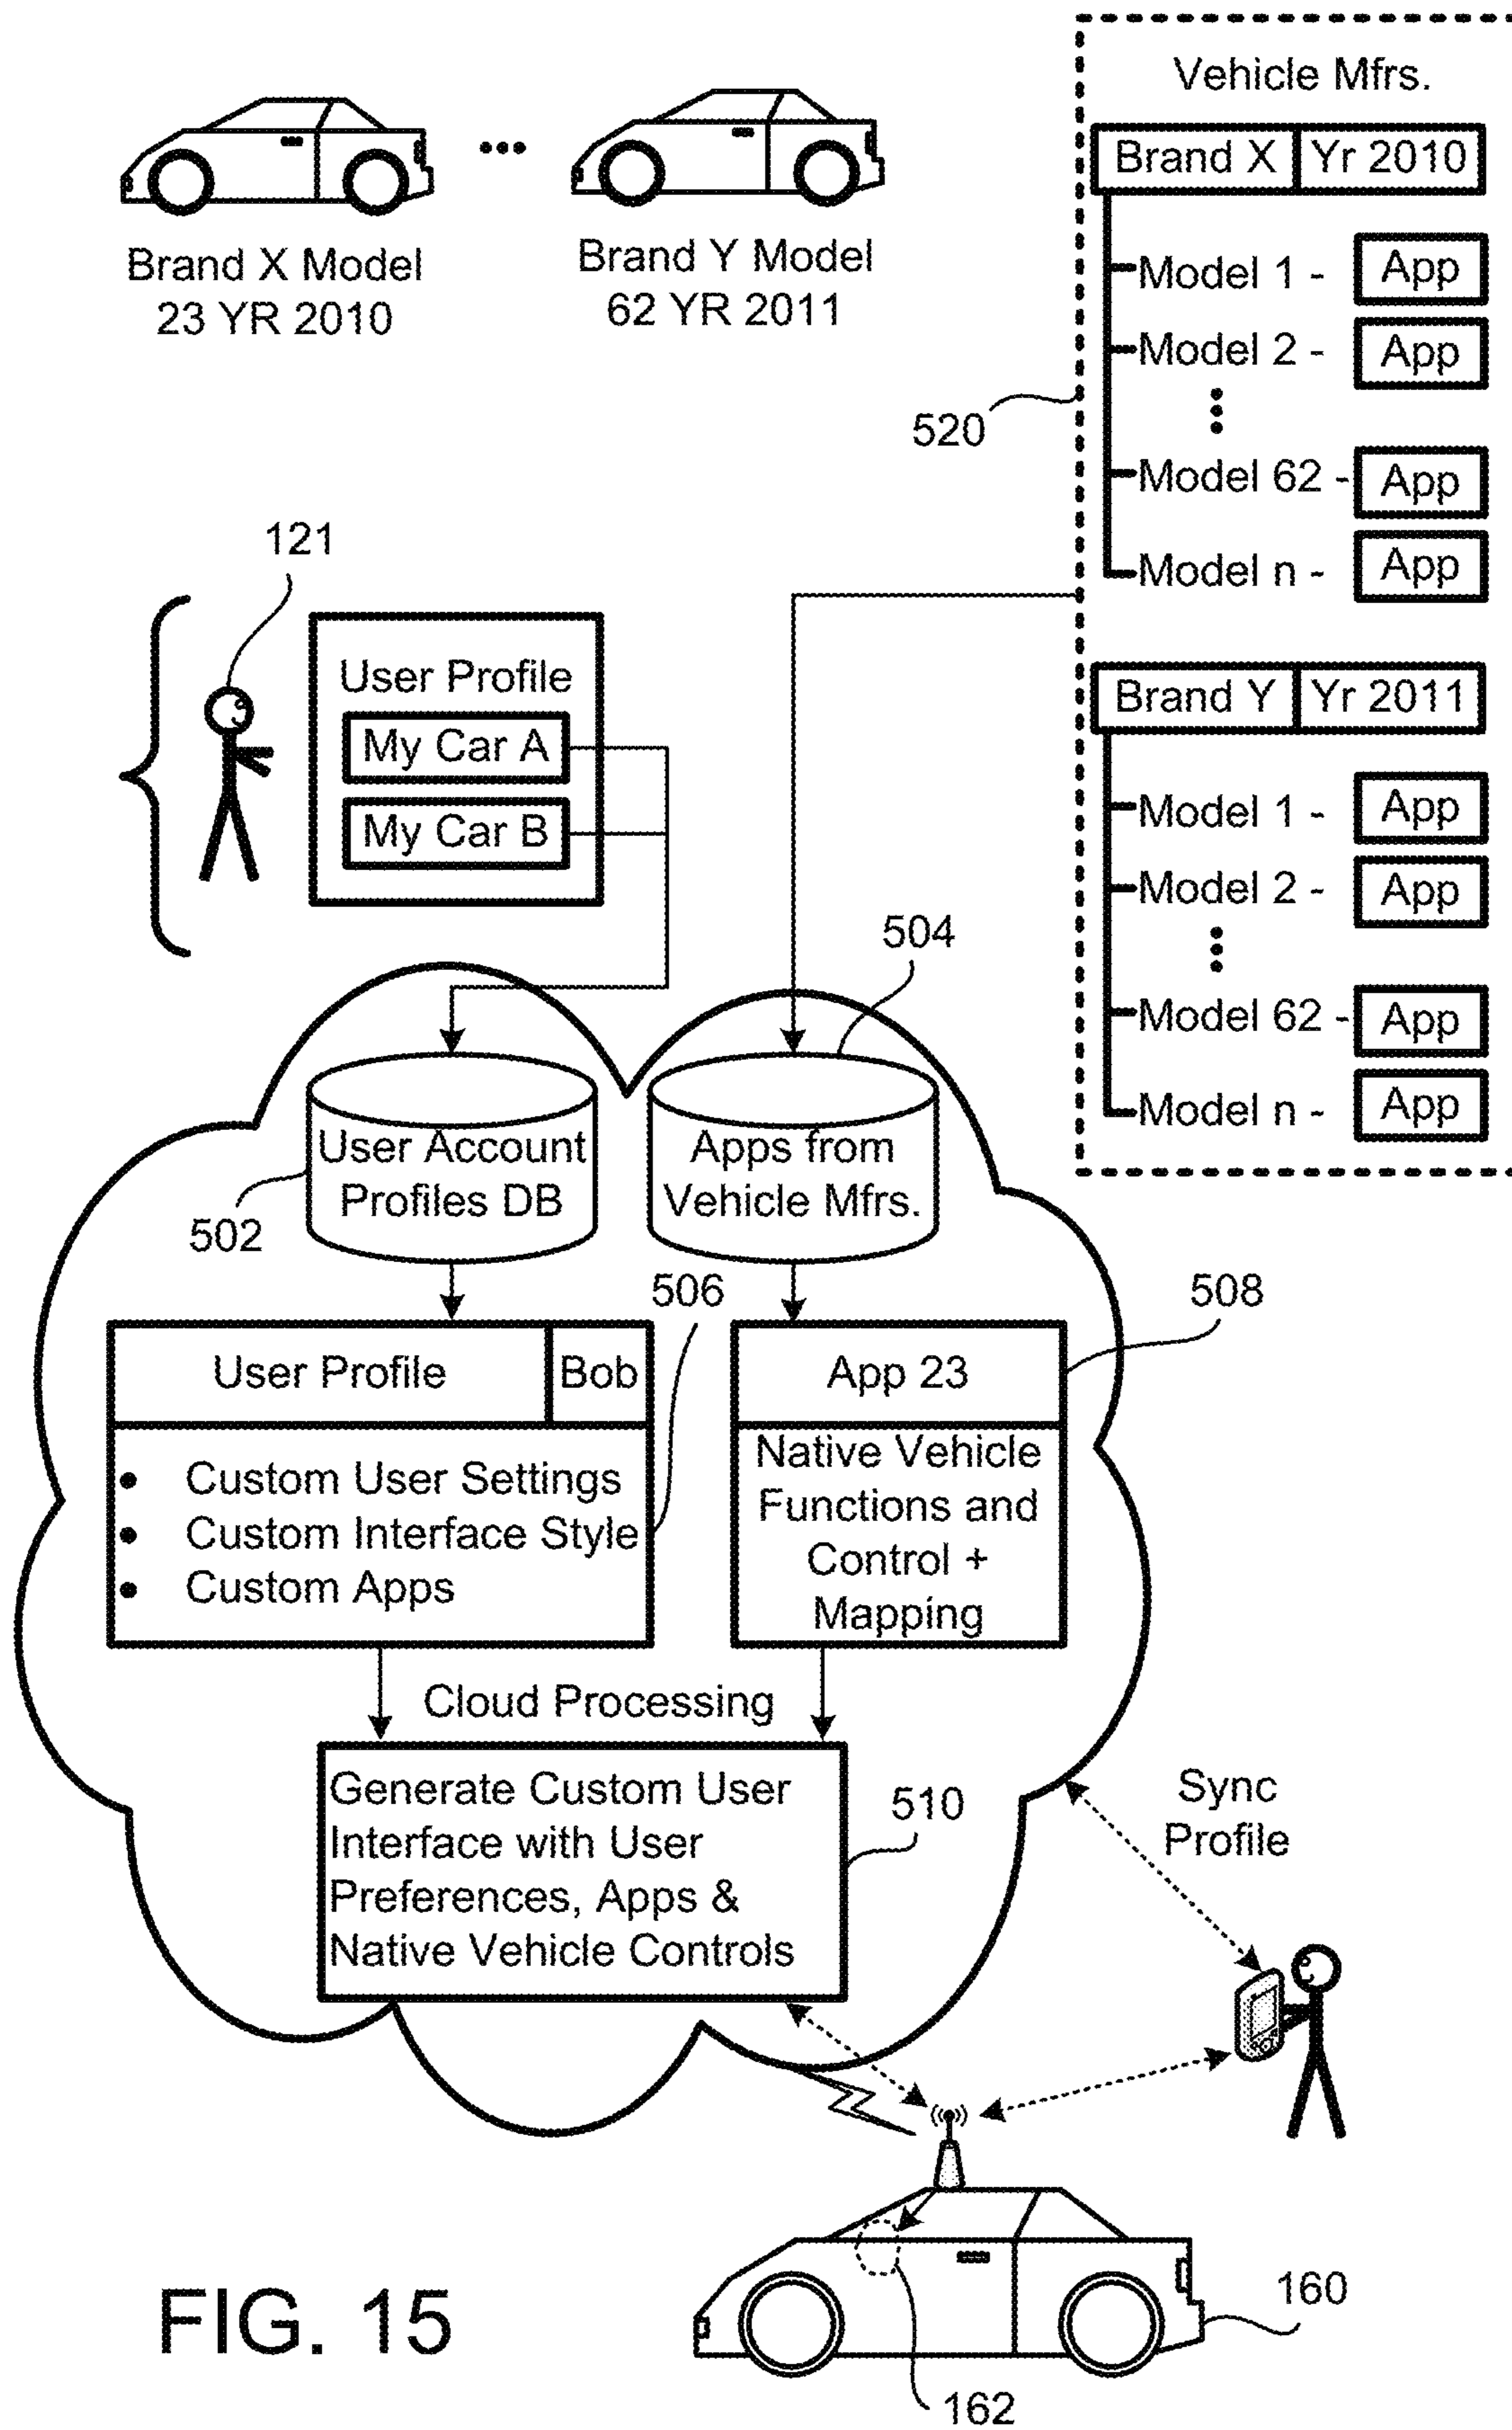 Brand X Model
23 YR 2010
Brand Y Model
62 YR 2011
Vehicle Mfrs.
Brand X Yr 2010
Model 1 - App
Model 2 - App
Model 62 - App
Model n - App
520
Brand Y Yr 2011
Model 1 - App
Model 2 - App
Model 62 - App
Model n - App
121
User Profile
My Car A
My Car B
504
User Account
Profiles DB
502
Apps from
Vehicle Mfrs.
506
508
User Profile Bob
• Custom User Settings
• Custom Interface Style
• Custom Apps
App 23
Native Vehicle
Functions and
Control +
Mapping
Cloud Processing
Generate Custom User
Interface with User
Preferences, Apps &
Native Vehicle Controls
510
Sync
Profile
160
162
FIG. 15